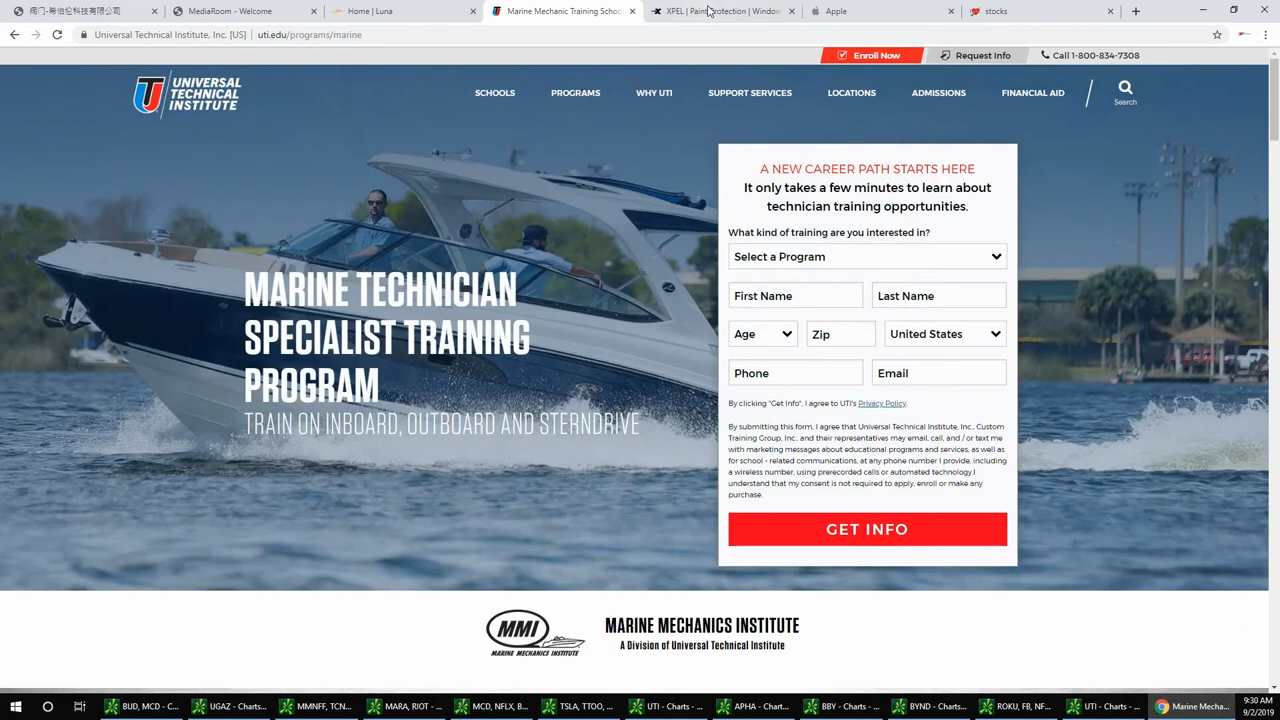 阀门-希伯伦科技有限公司
MediaRoom - Welcome
Home | Luna
Marine Mechanic Training Schoo
XPEL | Paint Protection | Window
Apple
stocks
Universal Technical Institute, Inc. [US] | uti.edu/programs/marine
Enroll Now
Request Info
Call 1-800-834-7308
UNIVERSAL
TECHNICAL
INSTITUTE
SCHOOLS
PROGRAMS
WHY UTI
SUPPORT SERVICES
LOCATIONS
ADMISSIONS
FINANCIAL AID
Search
A NEW CAREER PATH STARTS HERE
It only takes a few minutes to learn about
technician training opportunities.
What kind of training are you interested in?
Select a Program
First Name
Last Name
Age
Zip
United States
Phone
Email
By clicking "Get Info", I agree to UTI's Privacy Policy.
By submitting this form, I agree that Universal Technical Institute, Inc., Custom
Training Group, Inc., and their representatives may email, call, and / or text me
with marketing messages about educational programs and services, as well as
for school - related communications, at any phone number I provide, including
a wireless number, using prerecorded calls or automated technology.I
understand that my consent is not required to apply, enroll or make any
purchase.
GET INFO
MARINE TECHNICIAN
SPECIALIST TRAINING
PROGRAM
TRAIN ON INBOARD, OUTBOARD AND STERNDRIVE
MMI
MARINE MECHANICS INSTITUTE
MARINE MECHANICS INSTITUTE
A Division of Universal Technical Institute
BUD, MCD - C...
UGAZ - Charts...
MMNFF, TCN...
MARA, RIOT - ...
MCD, NFLX, B...
TSLA, TTOO, ...
UTI - Charts - ...
APHA - Chart...
BBY - Charts - ...
BYND - Charts...
ROKU, FB, NF...
UTI - Charts - ...
Marine Mecha...
9:30 AM
9/2/2019